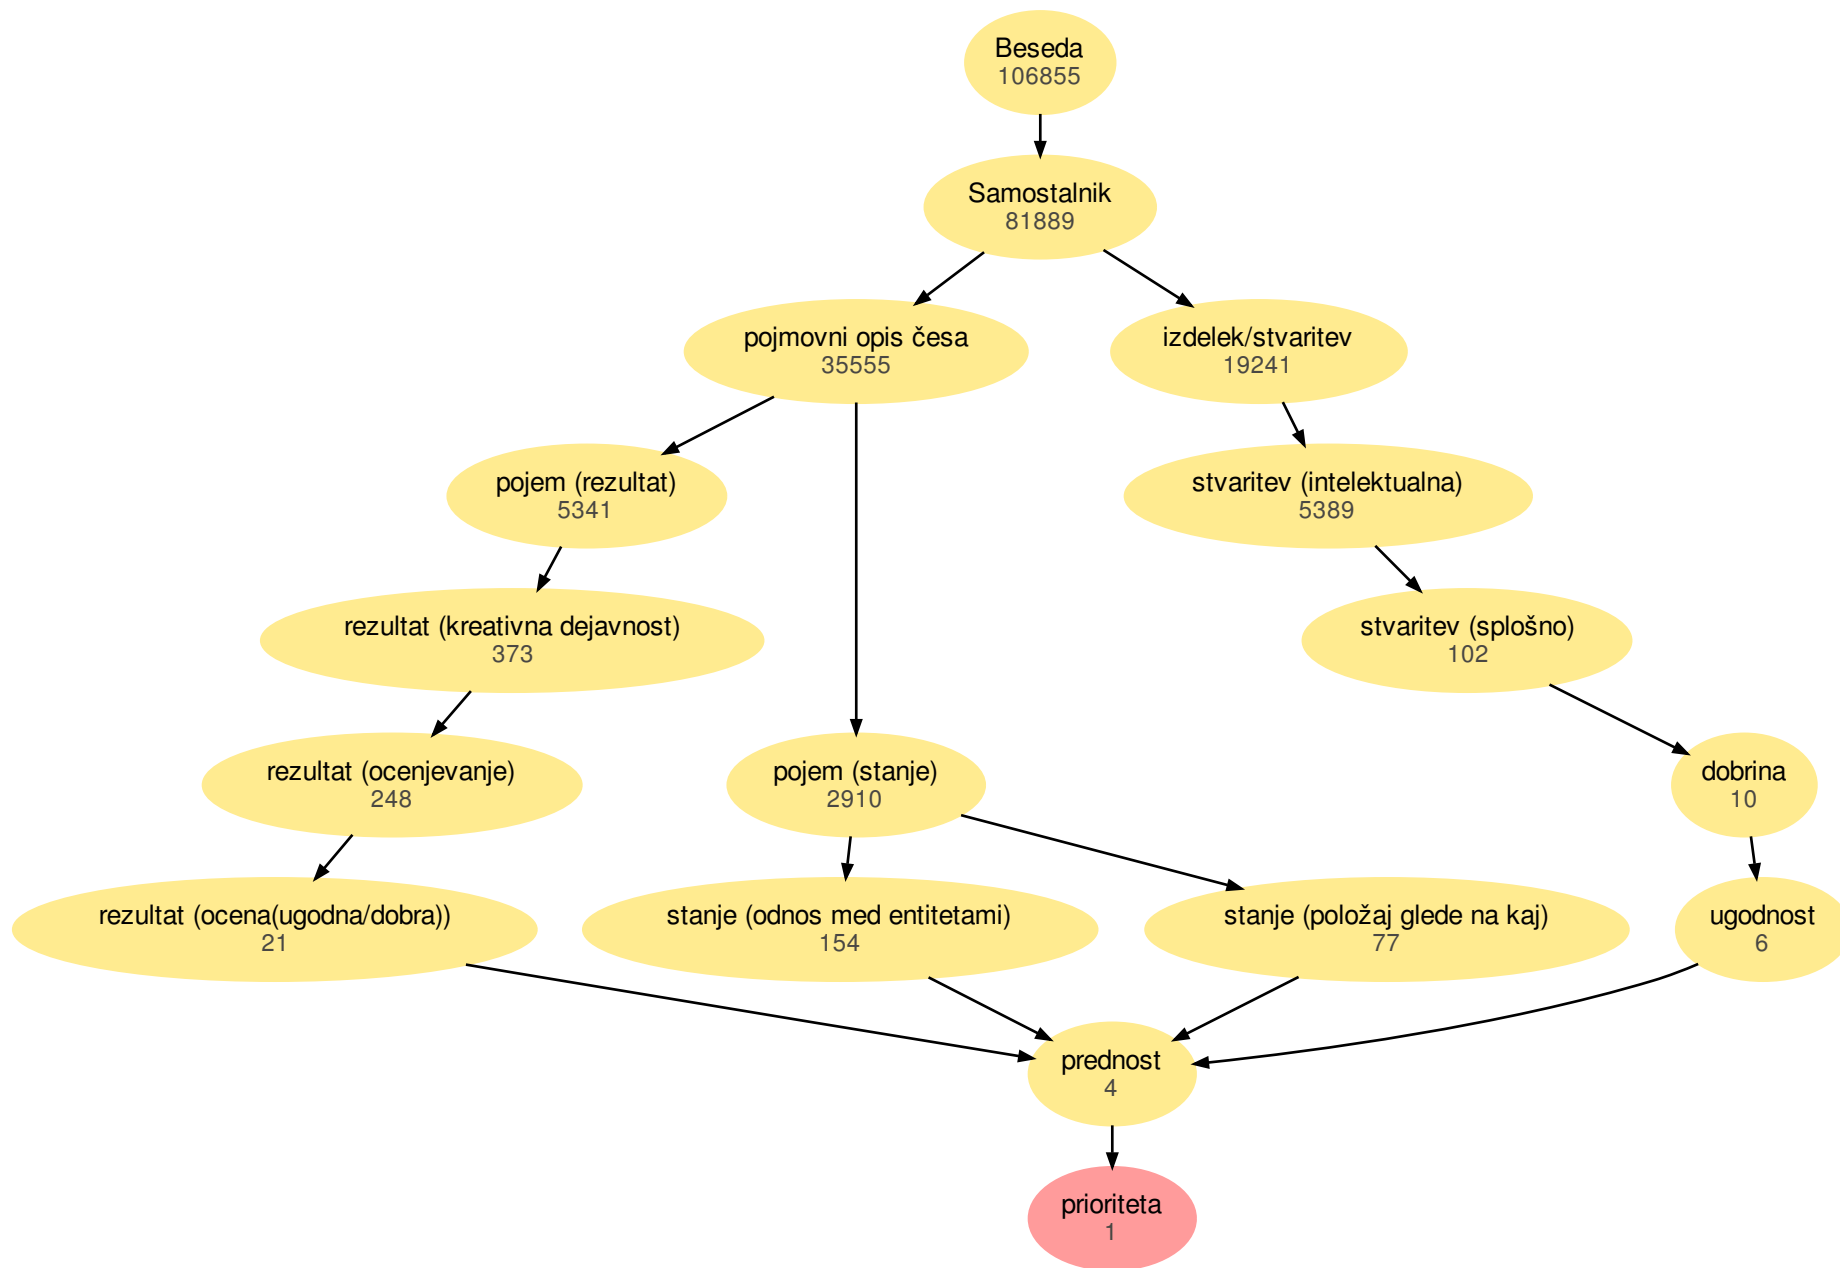 Beseda
106855
Samostalnik
81889
pojmovni opis česa
35555
izdelek/stvaritev
19241
pojem (rezultat)
5341
stvaritev (intelektualna)
5389
rezultat (kreativna dejavnost)
373
stvaritev (splošno)
102
rezultat (ocenjevanje)
248
pojem (stanje)
2910
dobrina
10
rezultat (ocena(ugodna/dobra))
21
stanje (odnos med entitetami)
154
stanje (položaj glede na kaj)
77
ugodnost
6
prednost
4
prioriteta
1